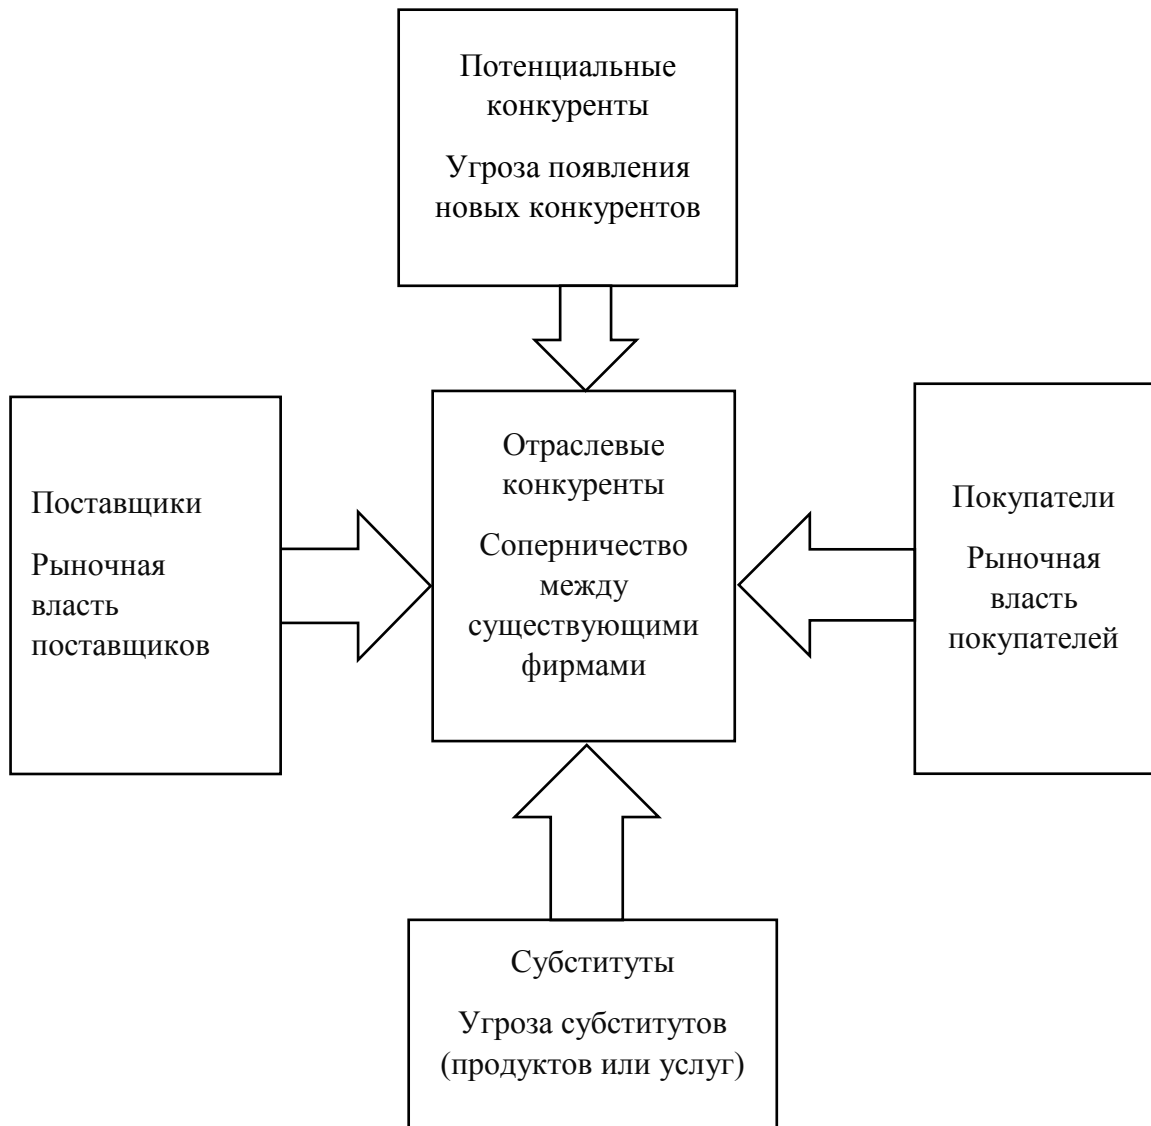 Потенциальные
конкуренты
Угроза появления
новых конкурентов
Поставщики
Рыночная
власть
поставщиков
Отраслевые
конкуренты
Соперничество
между
существующими
фирмами
Покупатели
Рыночная
власть
покупателей
Субституты
Угроза субститутов
(продуктов или услуг)